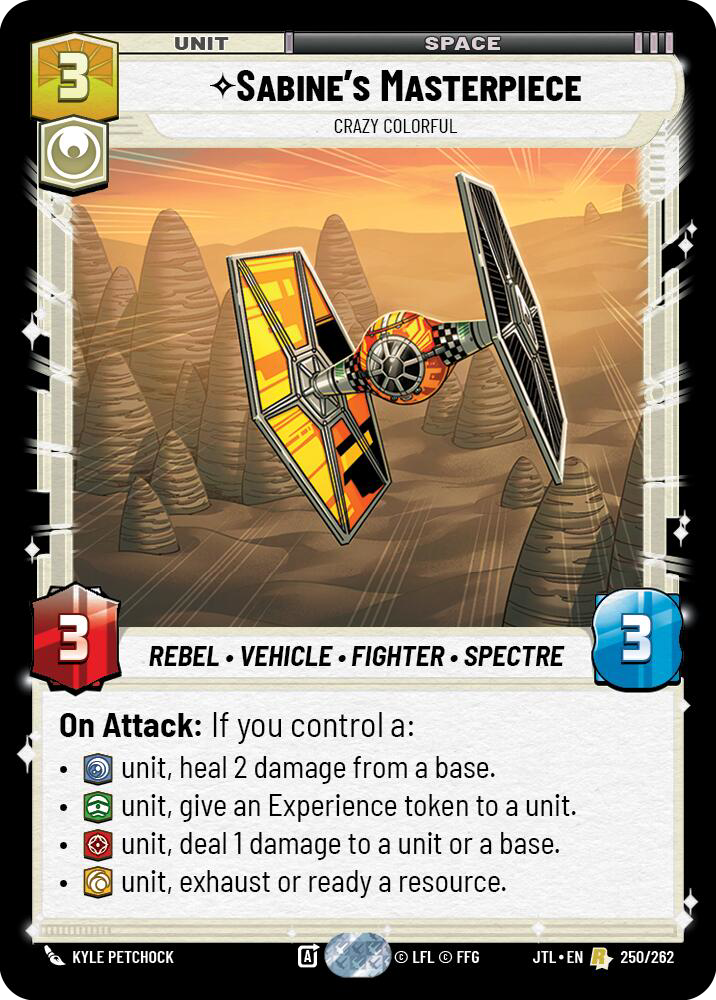 UNIT
SPACE
3
✧SABINE'S MASTERPIECE
CRAZY COLORFUL
3
REBEL • VEHICLE • FIGHTER • SPECTRE
3
On Attack: If you control a:
• unit, heal 2 damage from a base.
• unit, give an Experience token to a unit.
• unit, deal 1 damage to a unit or a base.
• unit, exhaust or ready a resource.
KYLE PETCHOCK
A
© LFL © FFG
JTL • EN
R
250/262